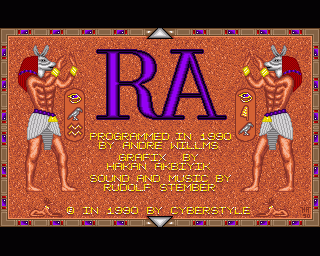 RA
PROGRAMMED IN 1990
BY ANDRE WILLMS
GRAFIX BY
HAKAN AKBIYIK
SOUND AND MUSIC BY
RUDOLF STEMBER
© IN 1990 BY CYBERSTYLE